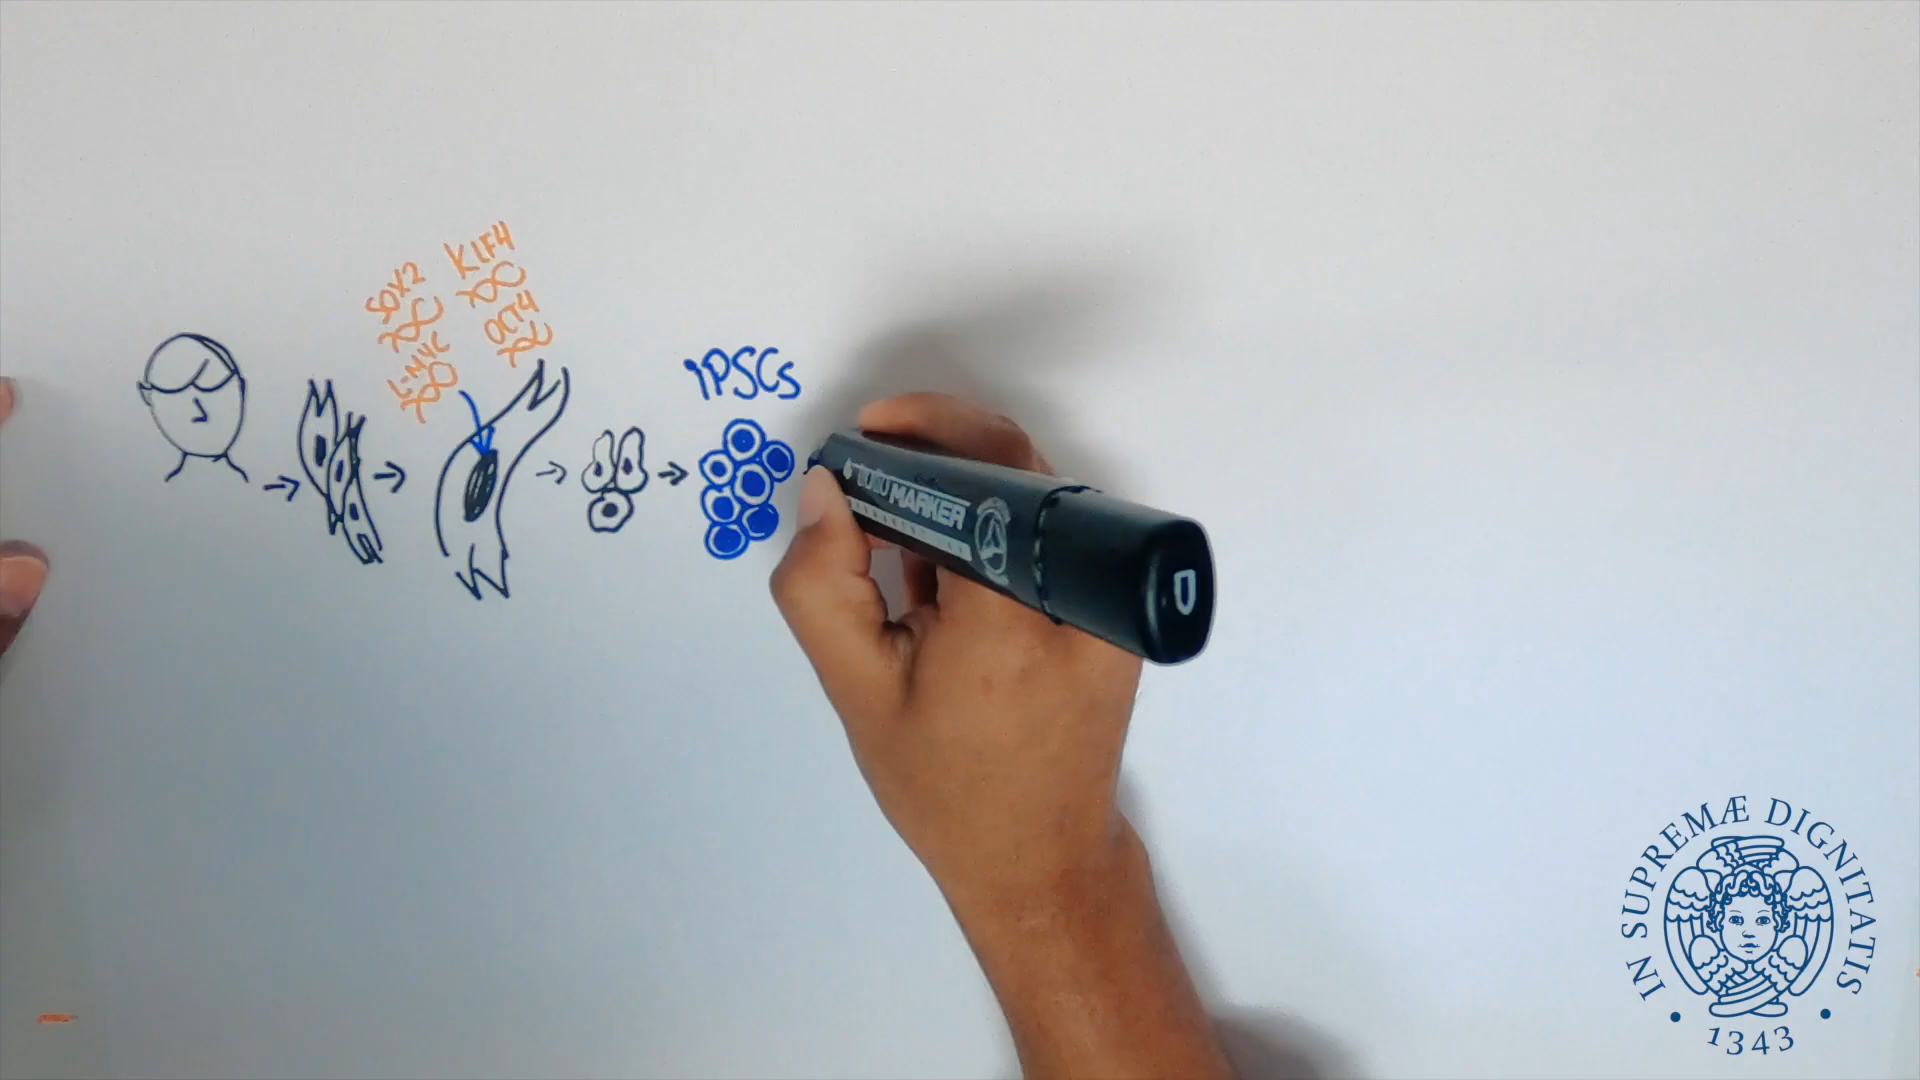 SOX2
KLF4
OCT4
L-MYC
iPSCs
MARKER
D
IN SUPREMÆ DIGNITATIS
1343